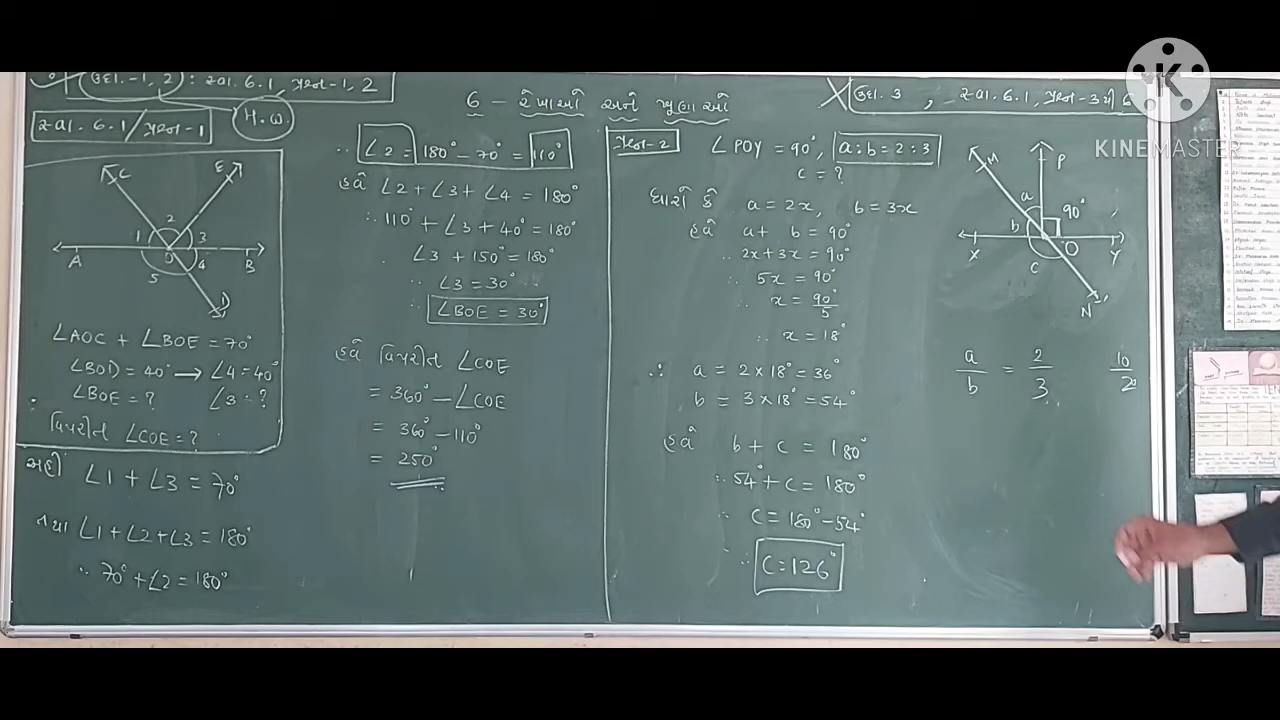 ઉદા.-1, 2) : સ્વા. 6.1, પ્રશ્ન-1, 2
H.W.
6 - રેખાઓ અને ખૂણાઓ
ઉદા. 3, સ્વા. 6.1, પ્રશ્ન-3 થી 6
KINEMASTER
સ્વા. 6.1/પ્રશ્ન-1
C E
2
1 3
A O B
5 4
D
∠AOC + ∠BOE = 70°
∠BOD = 40° → ∠4 = 40°
∠BOE = ? ∠3 = ?
વિપરીત ∠COE = ?
અહીં ∠1 + ∠3 = 70°
તથા ∠1 + ∠2 + ∠3 = 180°
∴ 70° + ∠2 = 180°
∴ ∠2 = 180° - 70° = 110°
હવે ∠2 + ∠3 + ∠4 = 180°
∴ 110° + ∠3 + 40° = 180°
∠3 + 150° = 180
∴ ∠3 = 30°
∠BOE = 30°
હવે વિપરીત ∠COE
= 360° - ∠COE
= 360° - 110°
= 250°
પ્રશ્ન-2
∠POY = 90°, a:b = 2:3
c = ?
ધારો કે a = 2x, b = 3x
હવે a + b = 90°
∴ 2x + 3x = 90°
∴ 5x = 90°
∴ x = 90°/5
∴ x = 18°
∴ a = 2 × 18° = 36°
b = 3 × 18° = 54°
હવે b + c = 180°
∴ 54° + c = 180°
∴ c = 180° - 54°
∴ C = 126°
M P
a 90°
b O
X c Y
N
a/b = 2/3 10/20